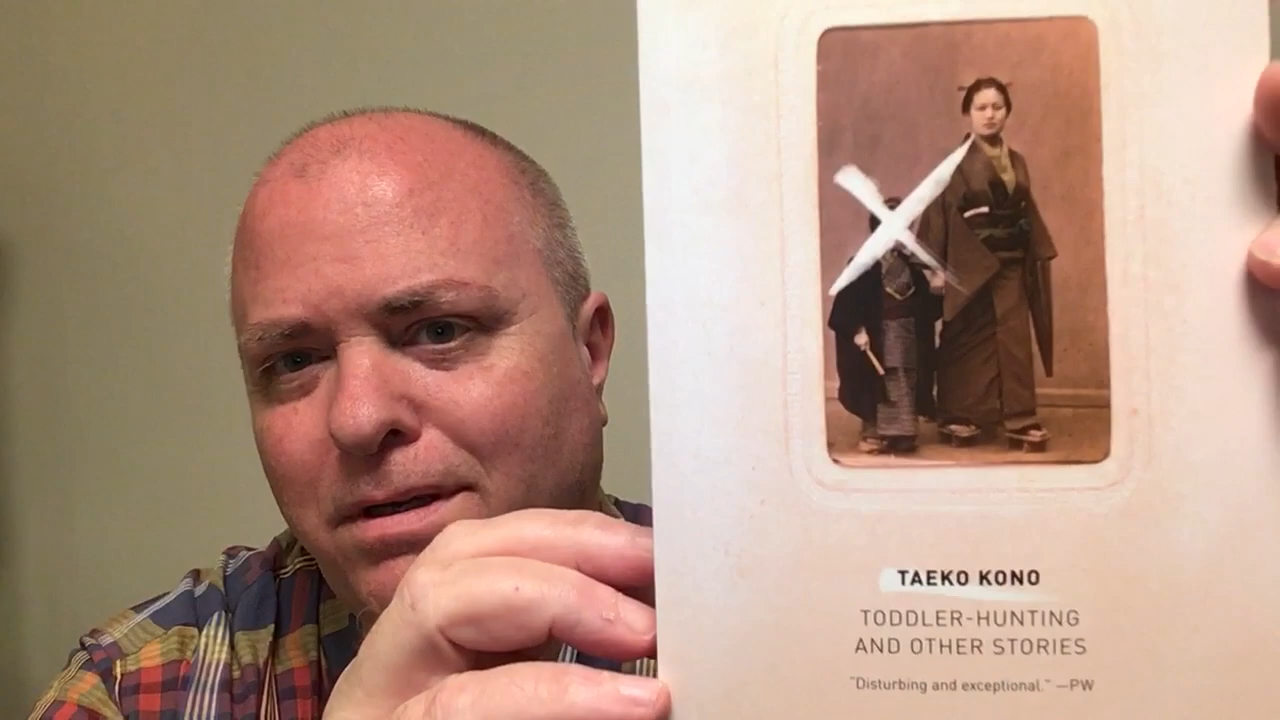 TAEKO KONO
TODDLER-HUNTING
AND OTHER STORIES
"Disturbing and exceptional." —PW